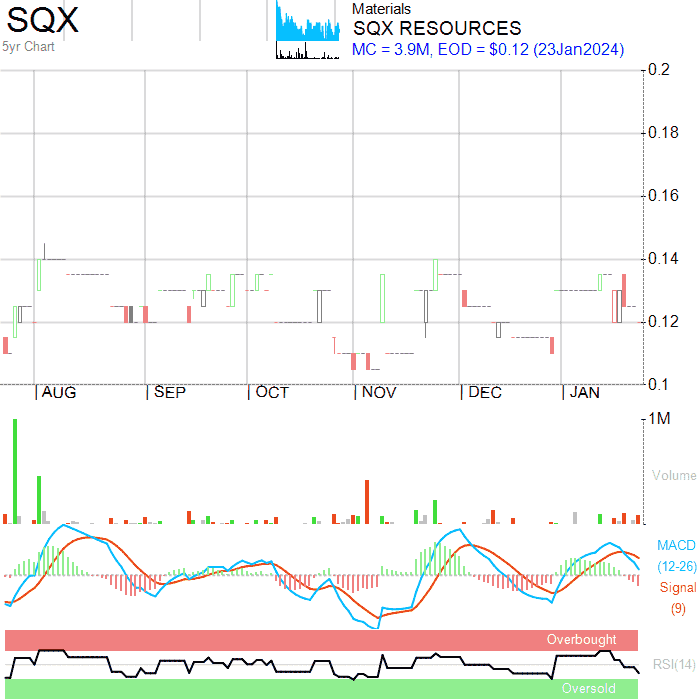 SQX
5yr Chart
Materials
SQX RESOURCES
MC = 3.9M, EOD = $0.12 (23Jan2024)
0.2
0.18
0.16
0.14
0.12
0.1
AUG SEP OCT NOV DEC JAN
1M
Volume
MACD
(12-26)
Signal
(9)
Overbought
RSI(14)
Oversold